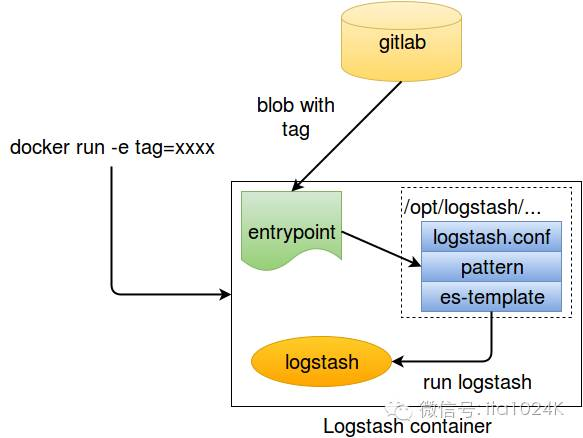 gitlab
blob with
tag
docker run -e tag=xxxx
/opt/logstash/...
entrypoint
logstash.conf
pattern
es-template
logstash
run logstash
微信号: ifa1024K
Logstash container